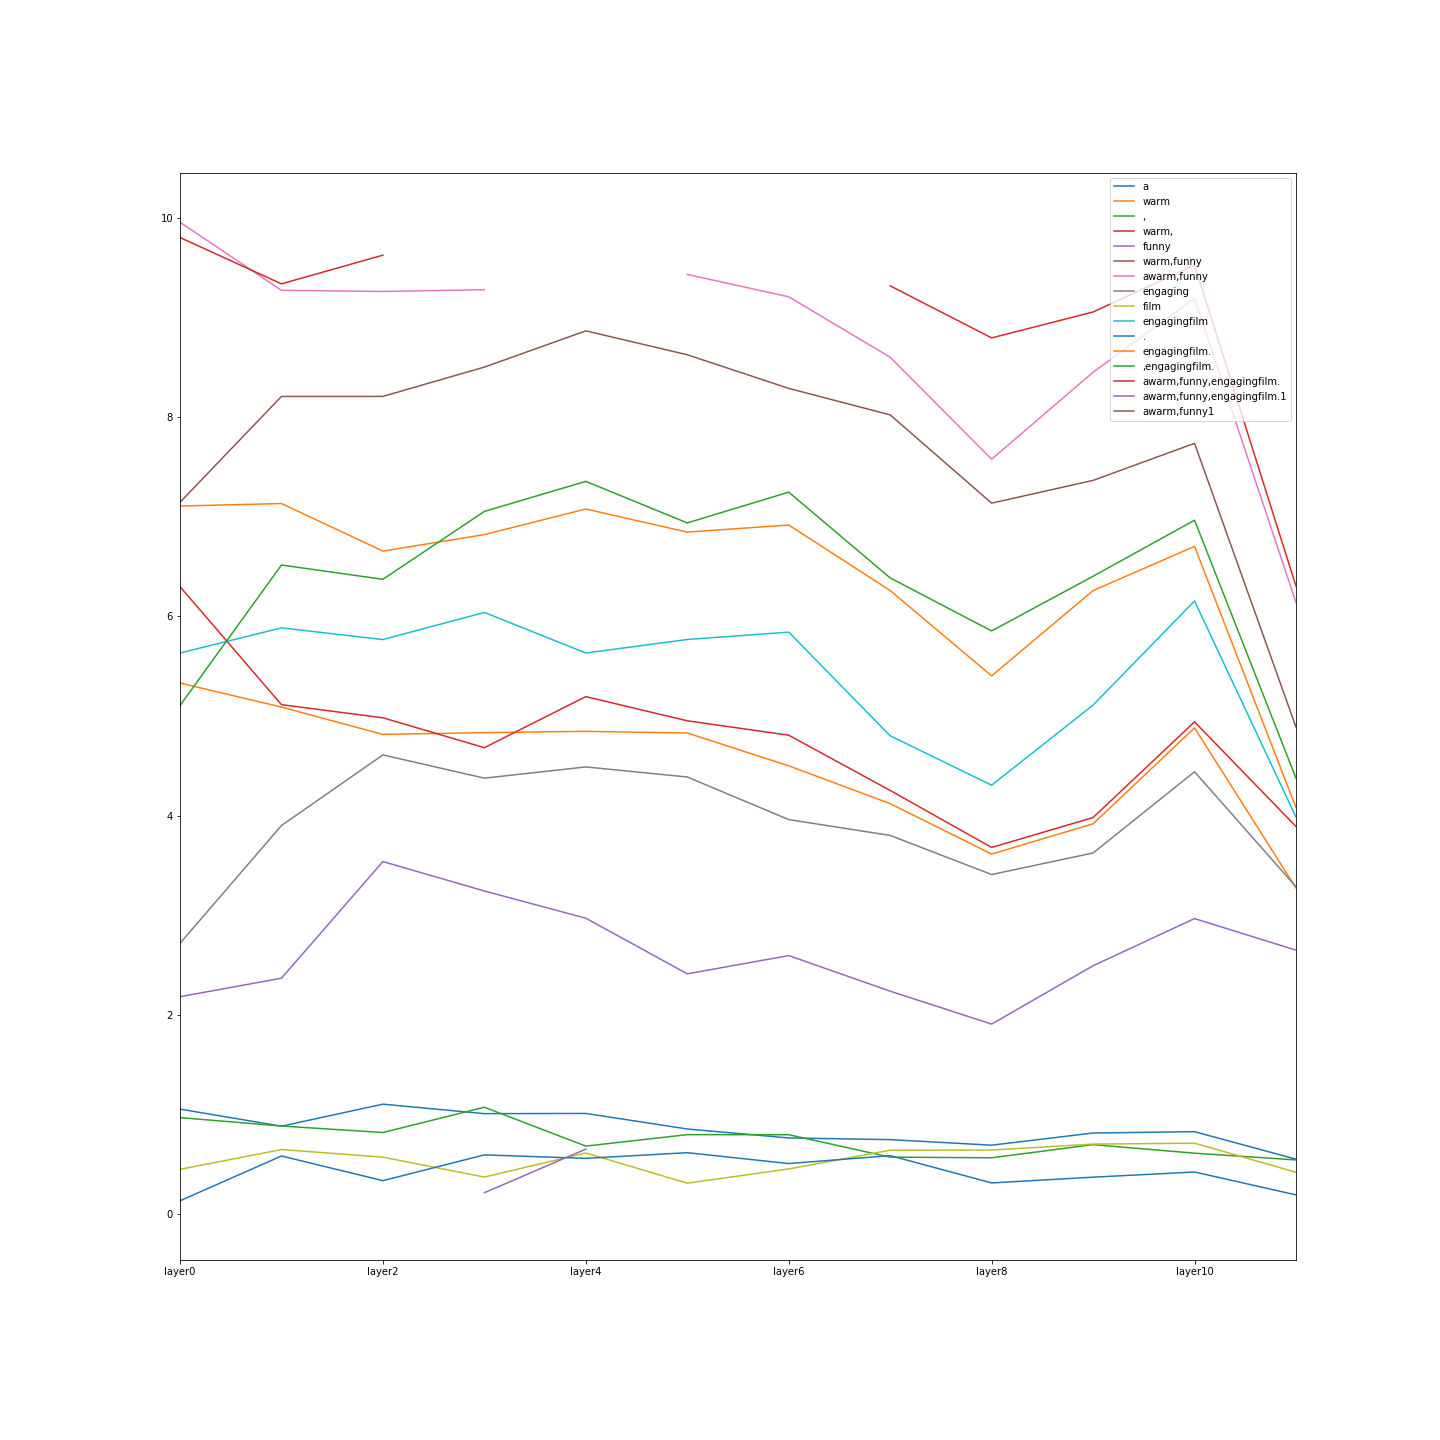 10
8
6
4
2
0
layer0 layer2 layer4 layer6 layer8 layer10
a
warm
,
warm,
funny
warm,funny
awarm,funny
engaging
film
engagingfilm
.
engagingfilm.
,engagingfilm.
awarm,funny,engagingfilm.
awarm,funny,engagingfilm.1
awarm,funny1